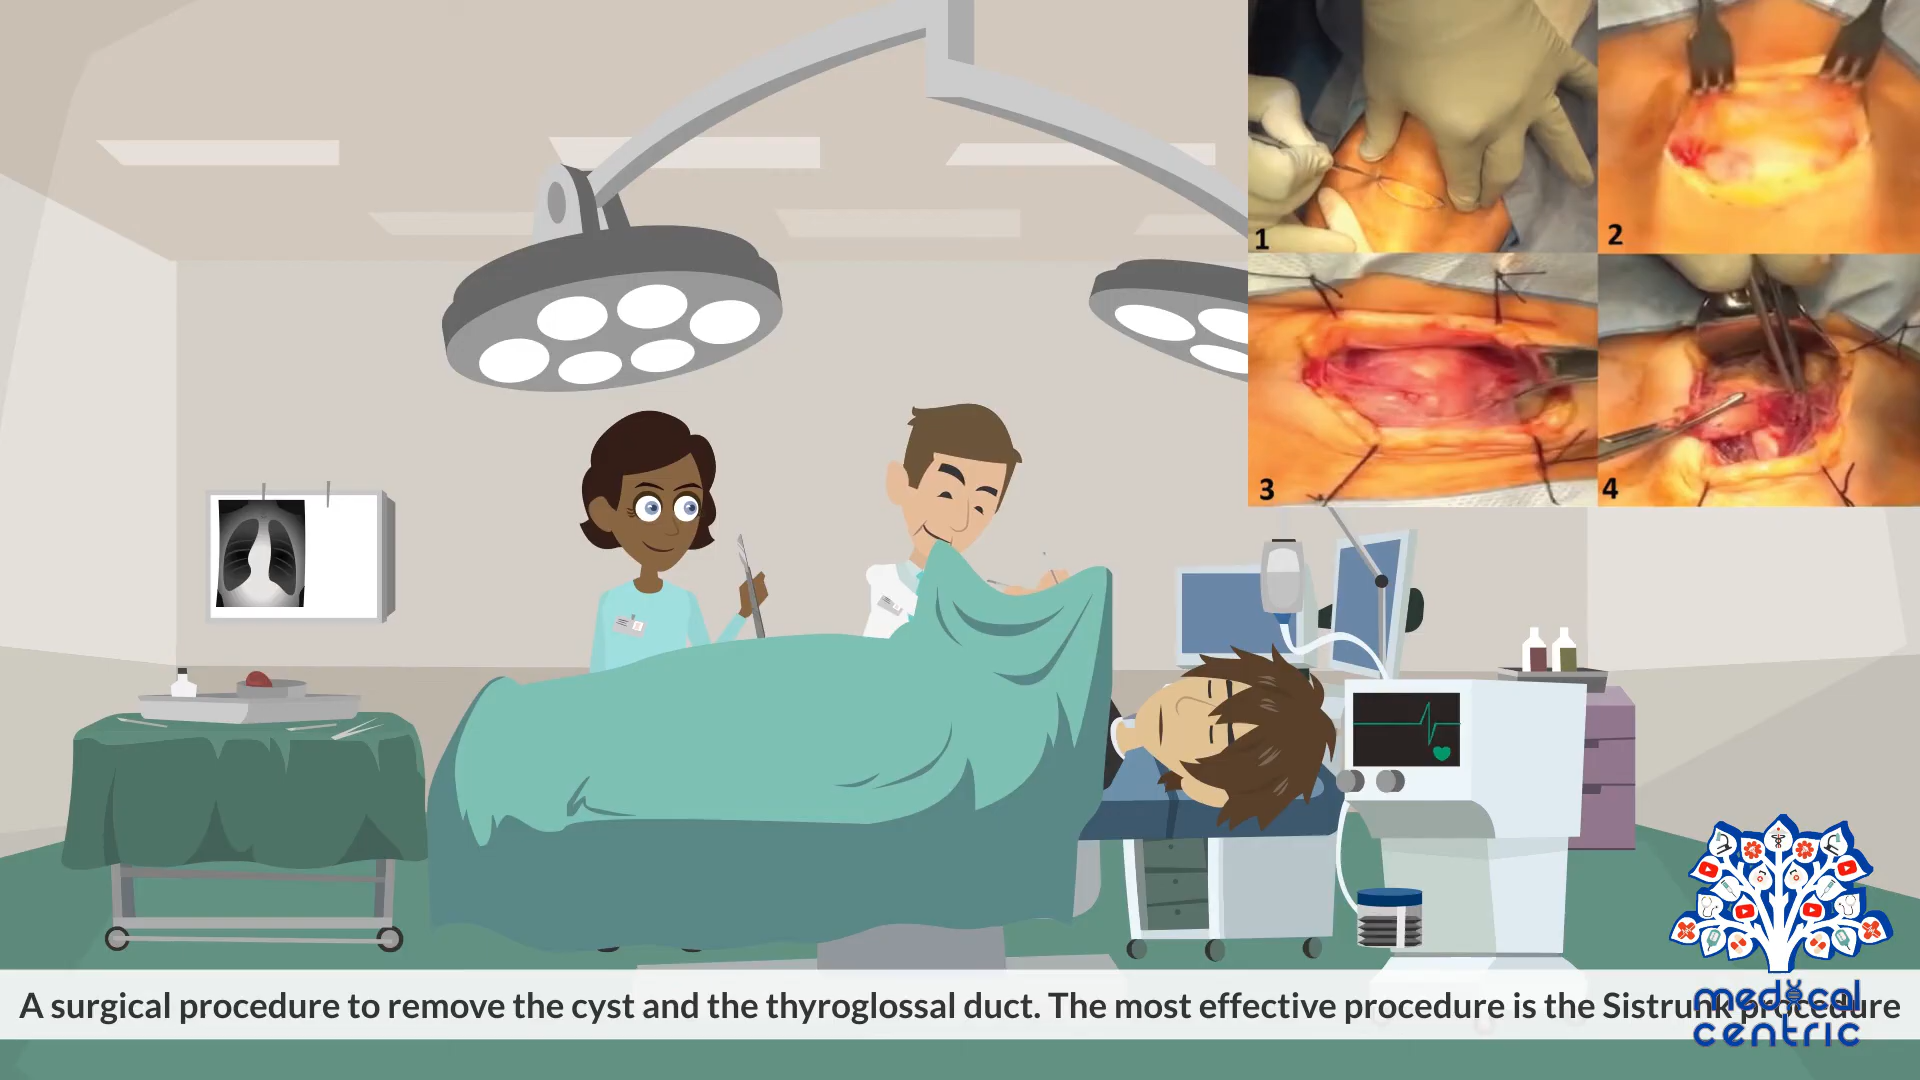 1
2
3
4
A surgical procedure to remove the cyst and the thyroglossal duct. The most effective procedure is the Sistrunk procedure
medical
centric